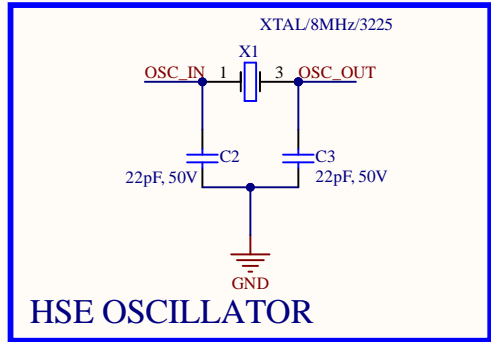 XTAL/8MHz/3225
X1
OSC_IN 1 3 OSC_OUT
C2 C3
22pF, 50V 22pF, 50V
GND
HSE OSCILLATOR